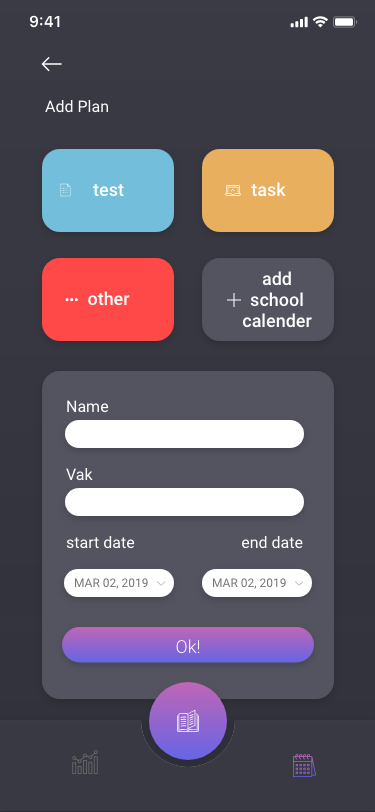 9:41
Add Plan
test
task
other
add
school
calender
Name
Vak
start date
end date
MAR 02, 2019
MAR 02, 2019
Ok!